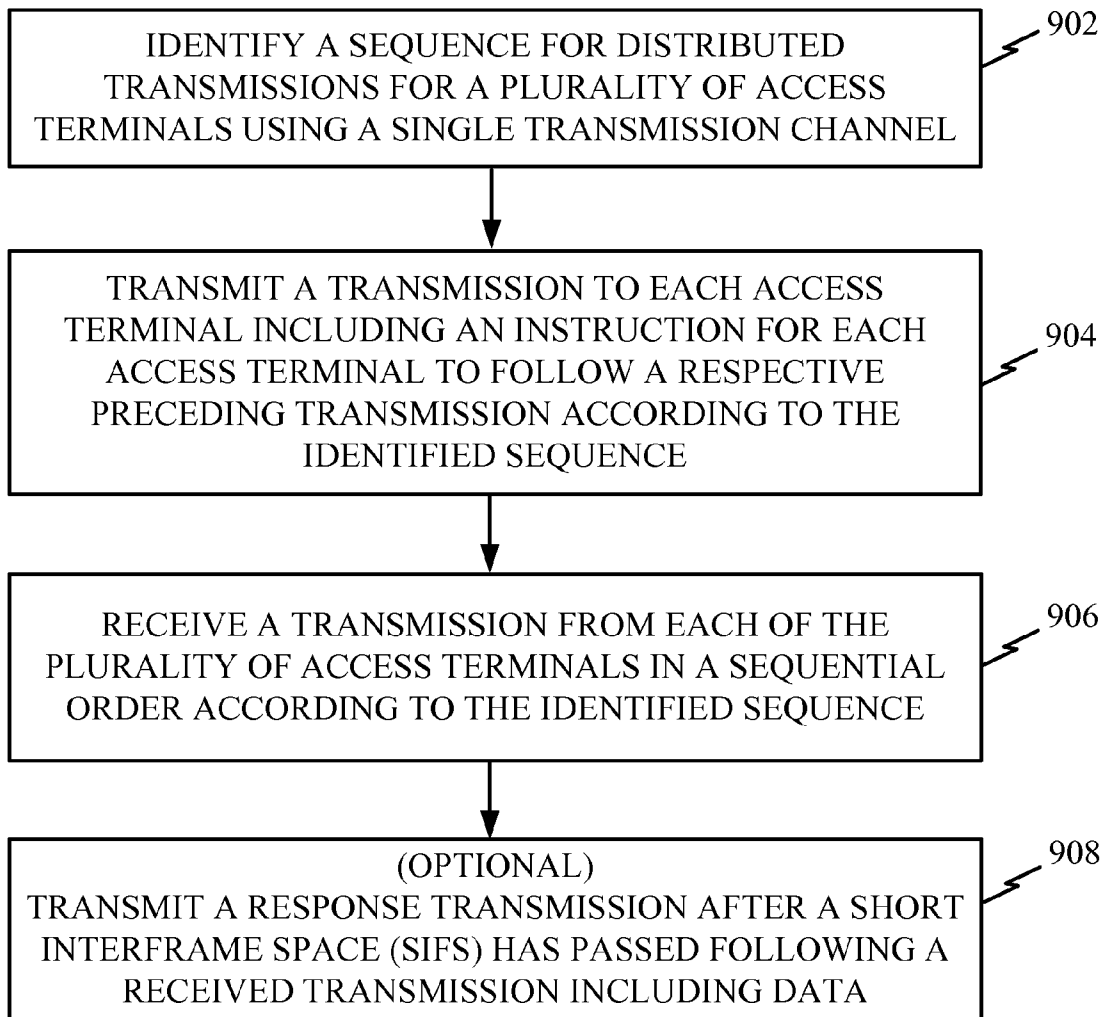 902
IDENTIFY A SEQUENCE FOR DISTRIBUTED
TRANSMISSIONS FOR A PLURALITY OF ACCESS
TERMINALS USING A SINGLE TRANSMISSION CHANNEL
904
TRANSMIT A TRANSMISSION TO EACH ACCESS
TERMINAL INCLUDING AN INSTRUCTION FOR EACH
ACCESS TERMINAL TO FOLLOW A RESPECTIVE
PRECEDING TRANSMISSION ACCORDING TO THE
IDENTIFIED SEQUENCE
906
RECEIVE A TRANSMISSION FROM EACH OF THE
PLURALITY OF ACCESS TERMINALS IN A SEQUENTIAL
ORDER ACCORDING TO THE IDENTIFIED SEQUENCE
908
(OPTIONAL)
TRANSMIT A RESPONSE TRANSMISSION AFTER A SHORT
INTERFRAME SPACE (SIFS) HAS PASSED FOLLOWING A
RECEIVED TRANSMISSION INCLUDING DATA